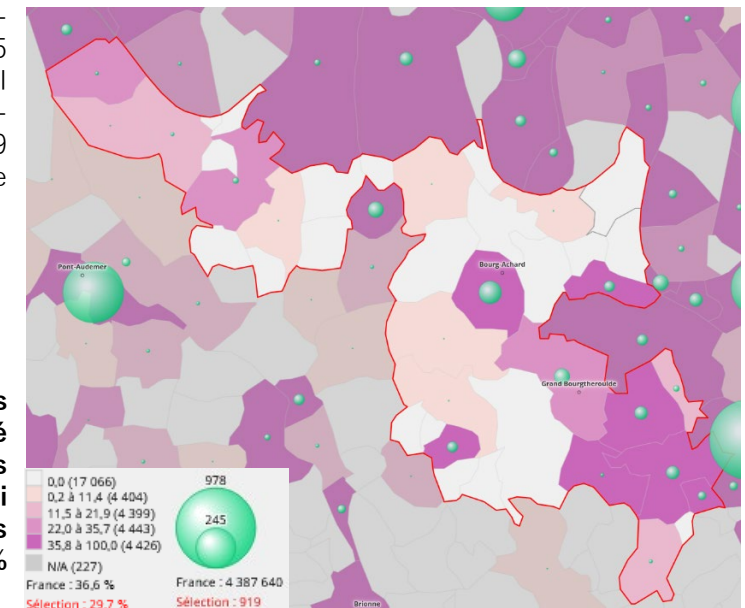 -
5
l
-
9
e
s
é
s
i
s
%
Pont-Audemer
Bourg-Achard
Grand Bourgtheroulde
Brionne
0,0 (17 066)
0,2 à 11,4 (4 404)
11,5 à 21,9 (4 399)
22,0 à 35,7 (4 443)
35,8 à 100,0 (4 426)
N/A (227)
France : 36,6 %
Sélection : 29,7 %
978
245
France : 4 387 640
Sélection : 919